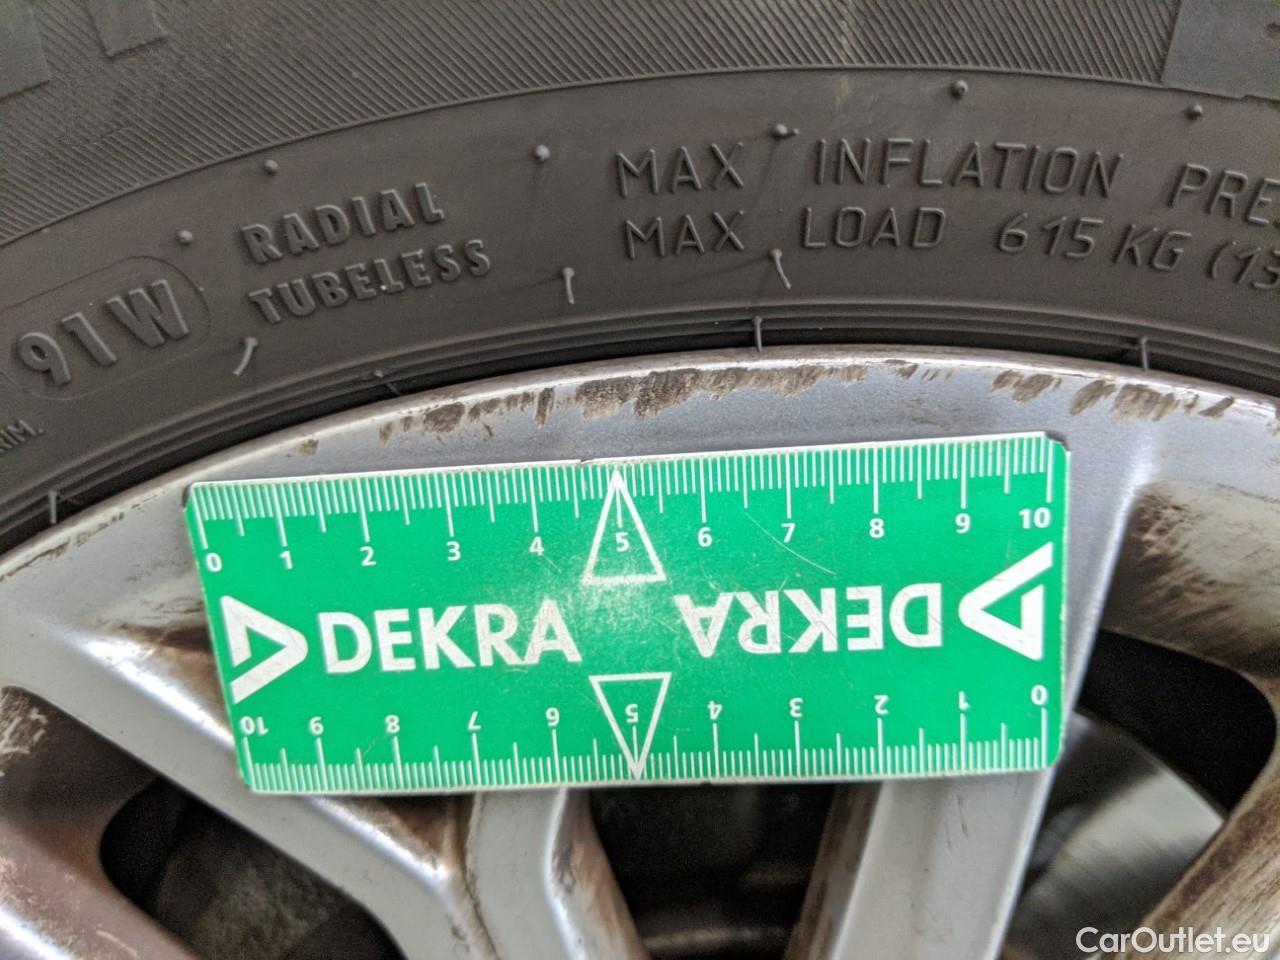 MAX INFLATION
MAX LOAD 615 KG
RADIAL
TUBELESS
91W
RIM.
0 1 2 3 4 5 6 7 8 9 10
DEKRA DEKRA
10 9 8 7 6 5 4 3 2 1 0
CarOutlet.eu